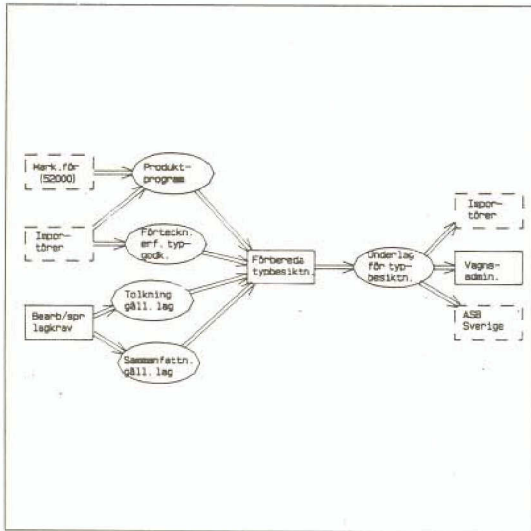 Mark.för
(52000)
Produkt-
program
Impor-
törer
Förteckn.
erf. typ-
godk.
Bearb/spr
lagkrav
Tolkning
gäll. lag
Sammanfattn.
gäll. lag
Förbereda
typbesiktn.
Underlag
för typ-
besiktn.
Impor-
törer
Vagns-
admin.
ASB
Sverige